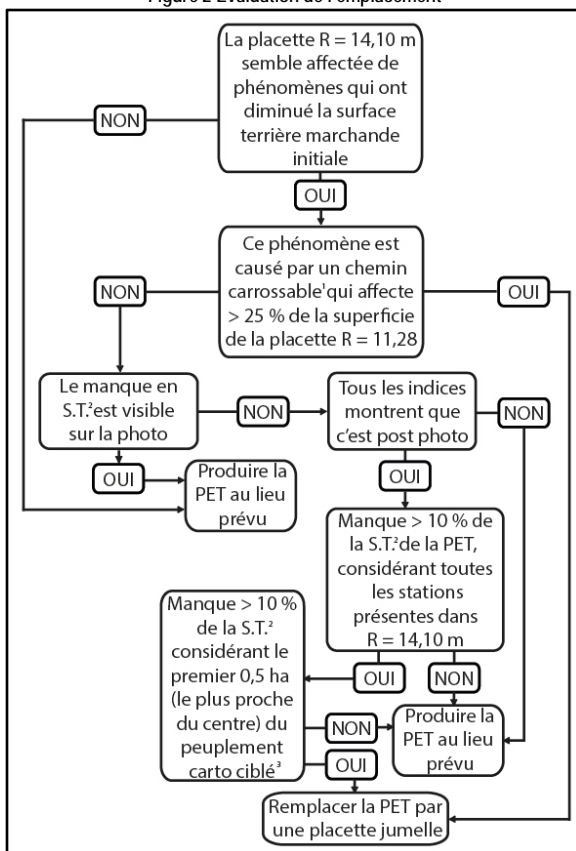 Figure 2 Évaluation de l'emplacement
La placette R = 14,10 m
semble affectée de
phénomènes qui ont
diminué la surface
terrière marchande
initiale
NON
OUI
Ce phénomène est
causé par un chemin
carrossable¹ qui affecte
> 25 % de la superficie
de la placette R = 11,28
NON
OUI
Le manque en
S.T.² est visible
sur la photo
NON
Tous les indices
montrent que
c'est post photo
NON
OUI
Produire la
PET au lieu
prévu
OUI
Manque > 10 % de
la S.T.² de la PET,
considérant toutes
les stations
présentes dans
R = 14,10 m
OUI
NON
Manque > 10 %
de la S.T.²
considérant le
premier 0,5 ha
(le plus proche
du centre) du
peuplement
carto ciblé³
NON
OUI
Produire la
PET au lieu
prévu
Remplacer la PET par
une placette jumelle